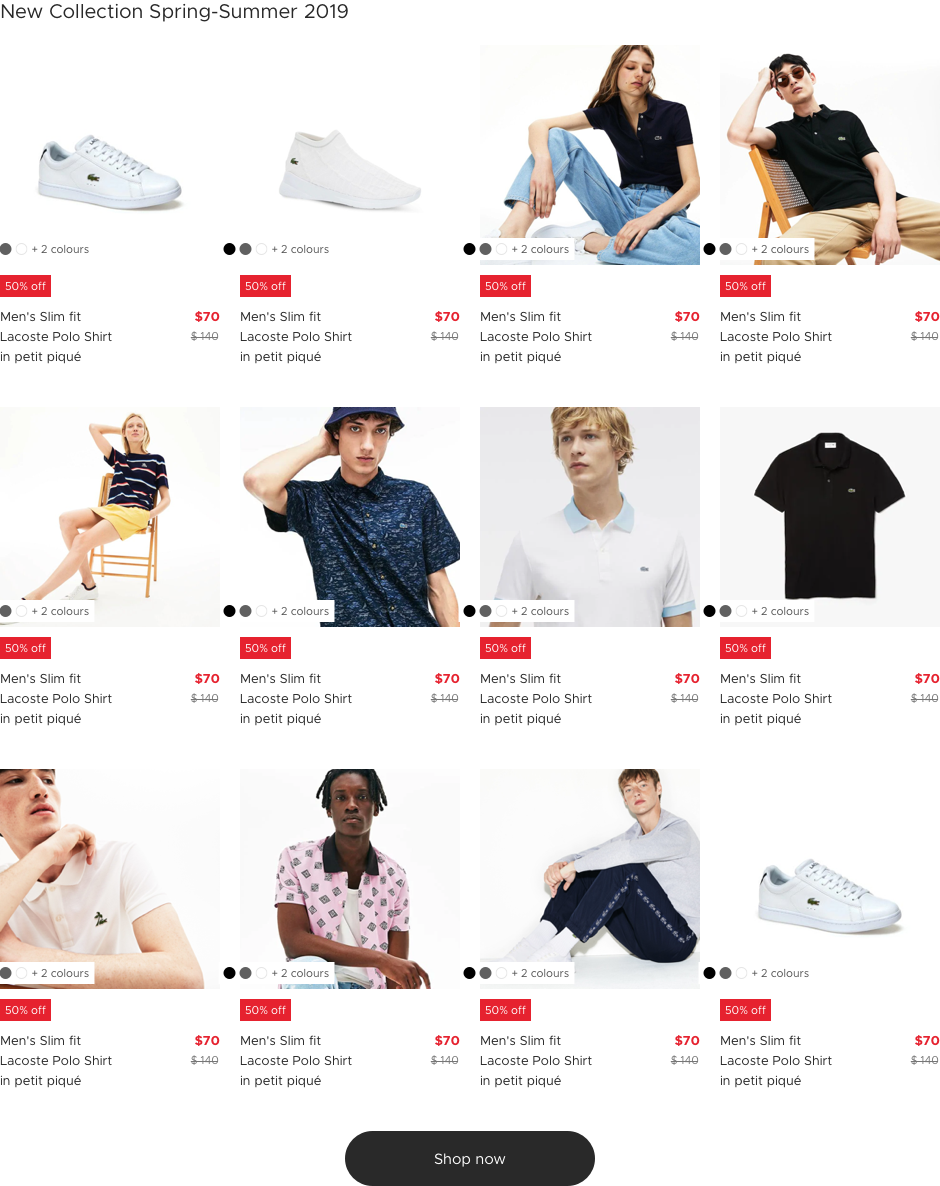 New Collection Spring-Summer 2019
+ 2 colours
+ 2 colours
+ 2 colours
+ 2 colours
50% off
50% off
50% off
50% off
Men's Slim fit $70
Lacoste Polo Shirt $ 140
in petit piqué
Men's Slim fit $70
Lacoste Polo Shirt $ 140
in petit piqué
Men's Slim fit $70
Lacoste Polo Shirt $ 140
in petit piqué
Men's Slim fit $70
Lacoste Polo Shirt $ 140
in petit piqué
+ 2 colours
+ 2 colours
+ 2 colours
+ 2 colours
50% off
50% off
50% off
50% off
Men's Slim fit $70
Lacoste Polo Shirt $ 140
in petit piqué
Men's Slim fit $70
Lacoste Polo Shirt $ 140
in petit piqué
Men's Slim fit $70
Lacoste Polo Shirt $ 140
in petit piqué
Men's Slim fit $70
Lacoste Polo Shirt $ 140
in petit piqué
+ 2 colours
+ 2 colours
+ 2 colours
+ 2 colours
50% off
50% off
50% off
50% off
Men's Slim fit $70
Lacoste Polo Shirt $ 140
in petit piqué
Men's Slim fit $70
Lacoste Polo Shirt $ 140
in petit piqué
Men's Slim fit $70
Lacoste Polo Shirt $ 140
in petit piqué
Men's Slim fit $70
Lacoste Polo Shirt $ 140
in petit piqué
Shop now